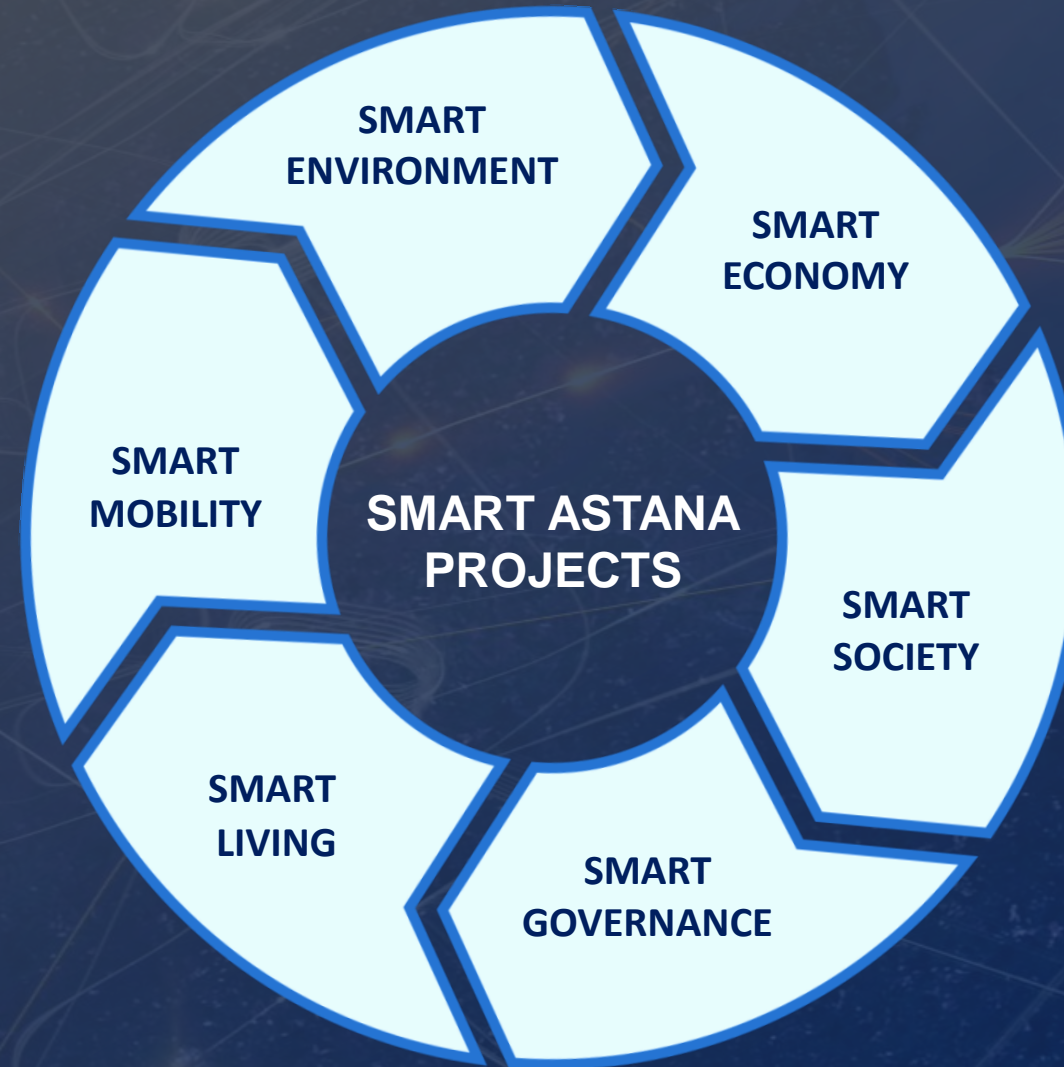 SMART
ENVIRONMENT
SMART
ECONOMY
SMART
MOBILITY
SMART ASTANA
PROJECTS
SMART
SOCIETY
SMART
LIVING
SMART
GOVERNANCE